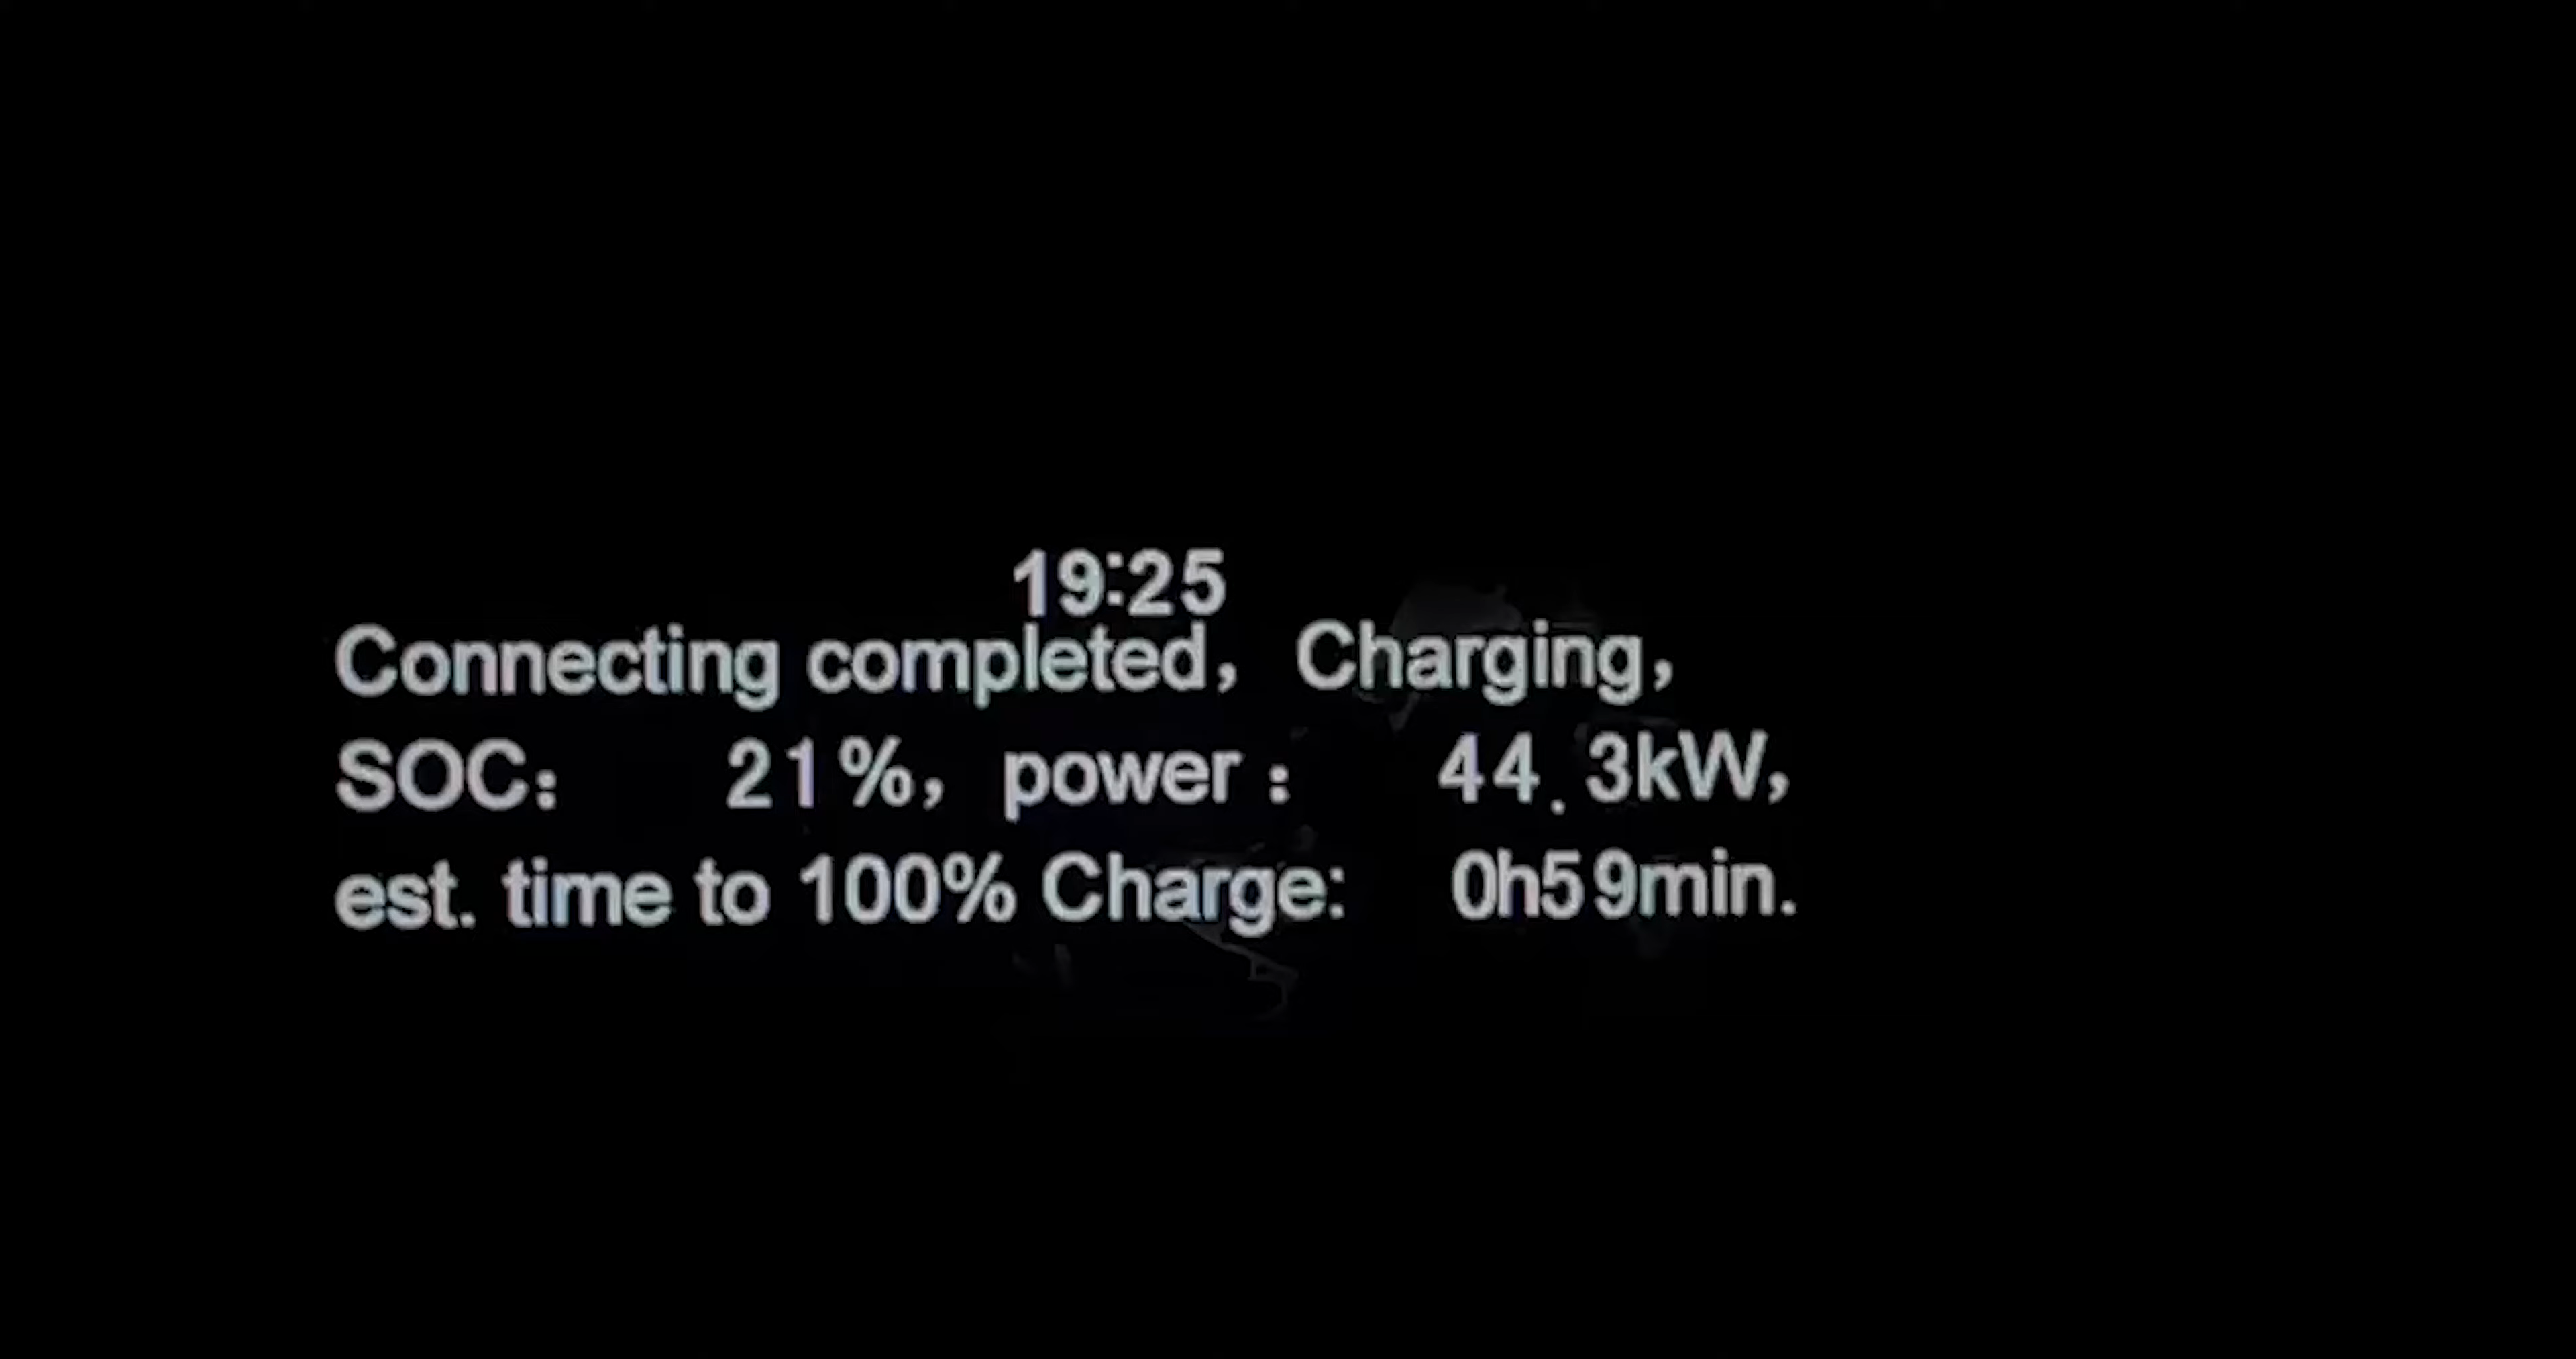 19:25
Connecting completed， Charging，
SOC： 21%， power： 44.3kW，
est. time to 100% Charge: 0h59min.